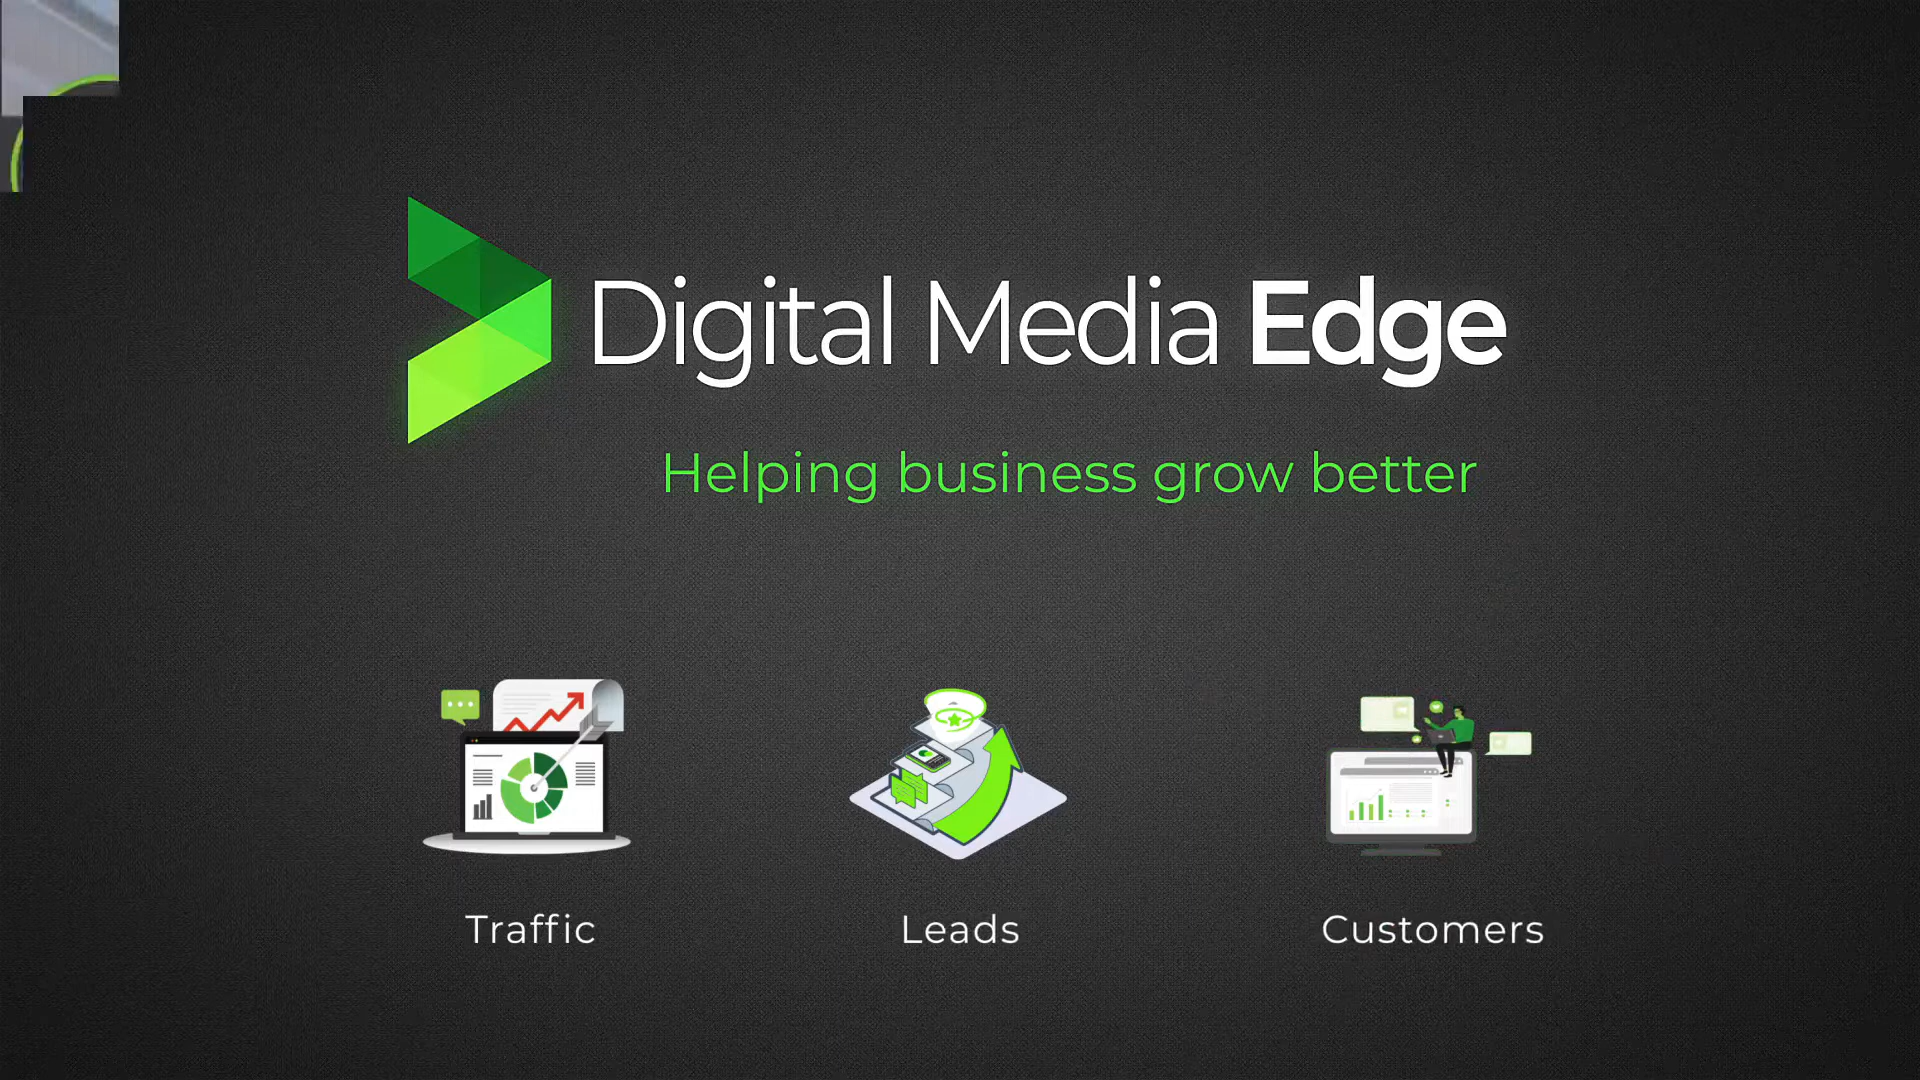 Digital Media Edge
Helping business grow better
Traffic
Leads
Customers